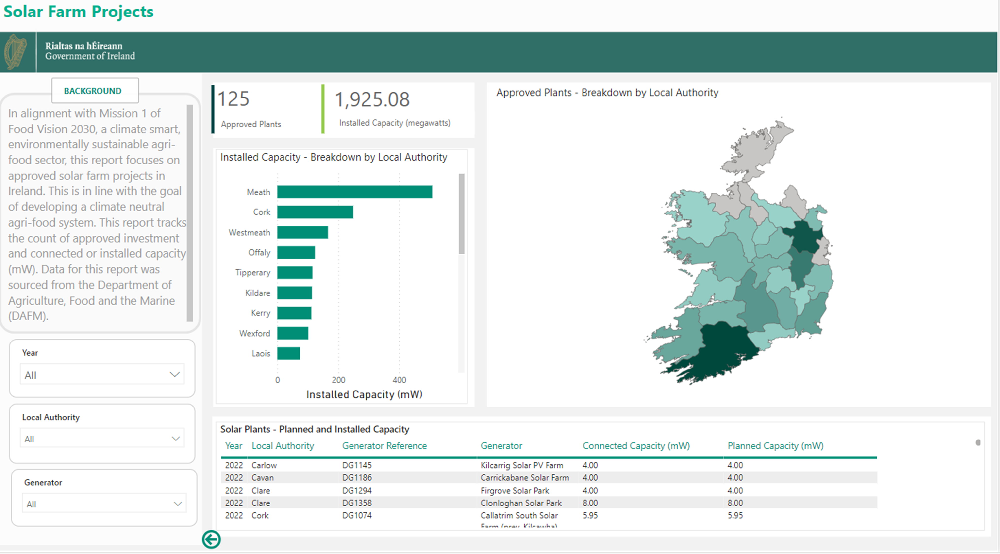 Solar Farm Projects
Rialtas na hÉireann
Government of Ireland
BACKGROUND
In alignment with Mission 1 of
Food Vision 2030, a climate smart,
environmentally sustainable agri-
food sector, this report focuses on
approved solar farm projects in
Ireland. This is in line with the goal
of developing a climate neutral
agri-food system. This report tracks
the count of approved investment
and connected or installed capacity
(mW). Data for this report was
sourced from the Department of
Agriculture, Food and the Marine
(DAFM).
Year
All
Local Authority
All
Generator
All
125
Approved Plants
1,925.08
Installed Capacity (megawatts)
Installed Capacity - Breakdown by Local Authority
Meath
Cork
Westmeath
Offaly
Tipperary
Kildare
Kerry
Wexford
Laois
0 200 400
Installed Capacity (mW)
Approved Plants - Breakdown by Local Authority
Solar Plants - Planned and Installed Capacity
Year Local Authority Generator Reference Generator Connected Capacity (mW) Planned Capacity (mW)
2022 Carlow DG1145 Kilcarrig Solar PV Farm 4.00 4.00
2022 Cavan DG1186 Carrickabane Solar Farm 4.00 4.00
2022 Clare DG1294 Firgrove Solar Park 4.00 4.00
2022 Clare DG1358 Clonloghan Solar Park 8.00 8.00
2022 Cork DG1074 Callatrim South Solar 5.95 5.95
Farm (prev. Kilcawha)